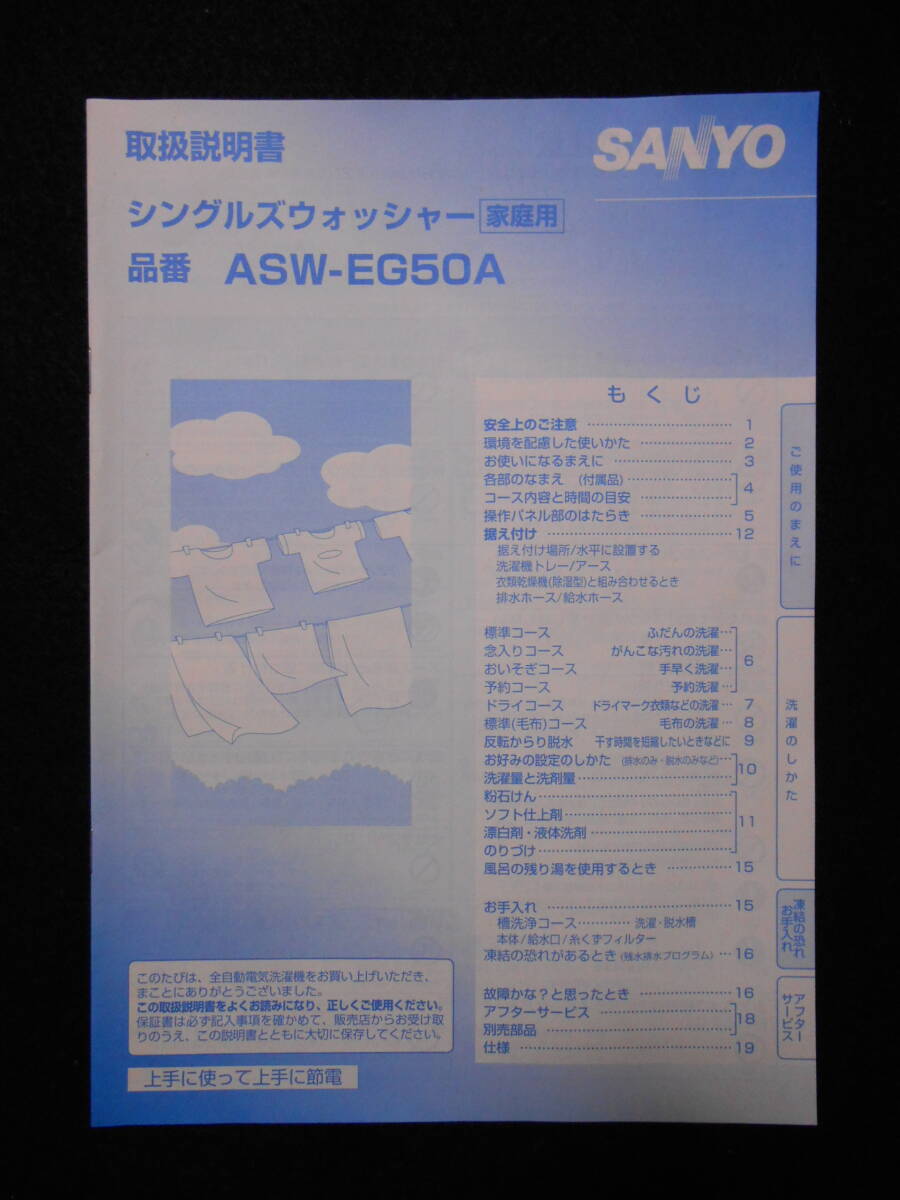 取扱説明書
SANYO
シングルズウォッシャー 家庭用
品番 ASW-EG50A
もくじ
安全上のご注意 1
環境を配慮した使いかた 2
お使いになるまえに 3
各部のなまえ (付属品)
コース内容と時間の目安 4
操作パネル部のはたらき 5
据え付け 12
据え付け場所/水平に設置する
洗濯機トレー/アース
衣類乾燥機(除湿型)と組み合わせるとき
排水ホース/給水ホース
標準コース ふだんの洗濯
念入りコース がんこな汚れの洗濯
おいそぎコース 手早く洗濯
予約コース 予約洗濯
6
ドライコース ドライマーク衣類などの洗濯 7
標準(毛布)コース 毛布の洗濯 8
反転からり脱水 干す時間を短縮したいときなどに 9
お好みの設定のしかた (排水のみ・脱水のみなど)
洗濯量と洗剤量
10
粉石けん
ソフト仕上剤
漂白剤・液体洗剤
のりづけ
11
風呂の残り湯を使用するとき 15
お手入れ 15
槽洗浄コース 洗濯・脱水槽
本体/給水口/糸くずフィルター
凍結の恐れがあるとき (残水排水プログラム) 16
故障かな?と思ったとき 16
アフターサービス
別売部品
18
仕様 19
ご使用のまえに
洗濯のしかた
凍結の恐れ
お手入れ
アフター
サービス
このたびは、全自動電気洗濯機をお買い上げいただき、
まことにありがとうございました。
この取扱説明書をよくお読みになり、正しくご使用ください。
保証書は必ず記入事項を確かめて、販売店からお受け取
りのうえ、この説明書とともに大切に保存してください。
上手に使って上手に節電